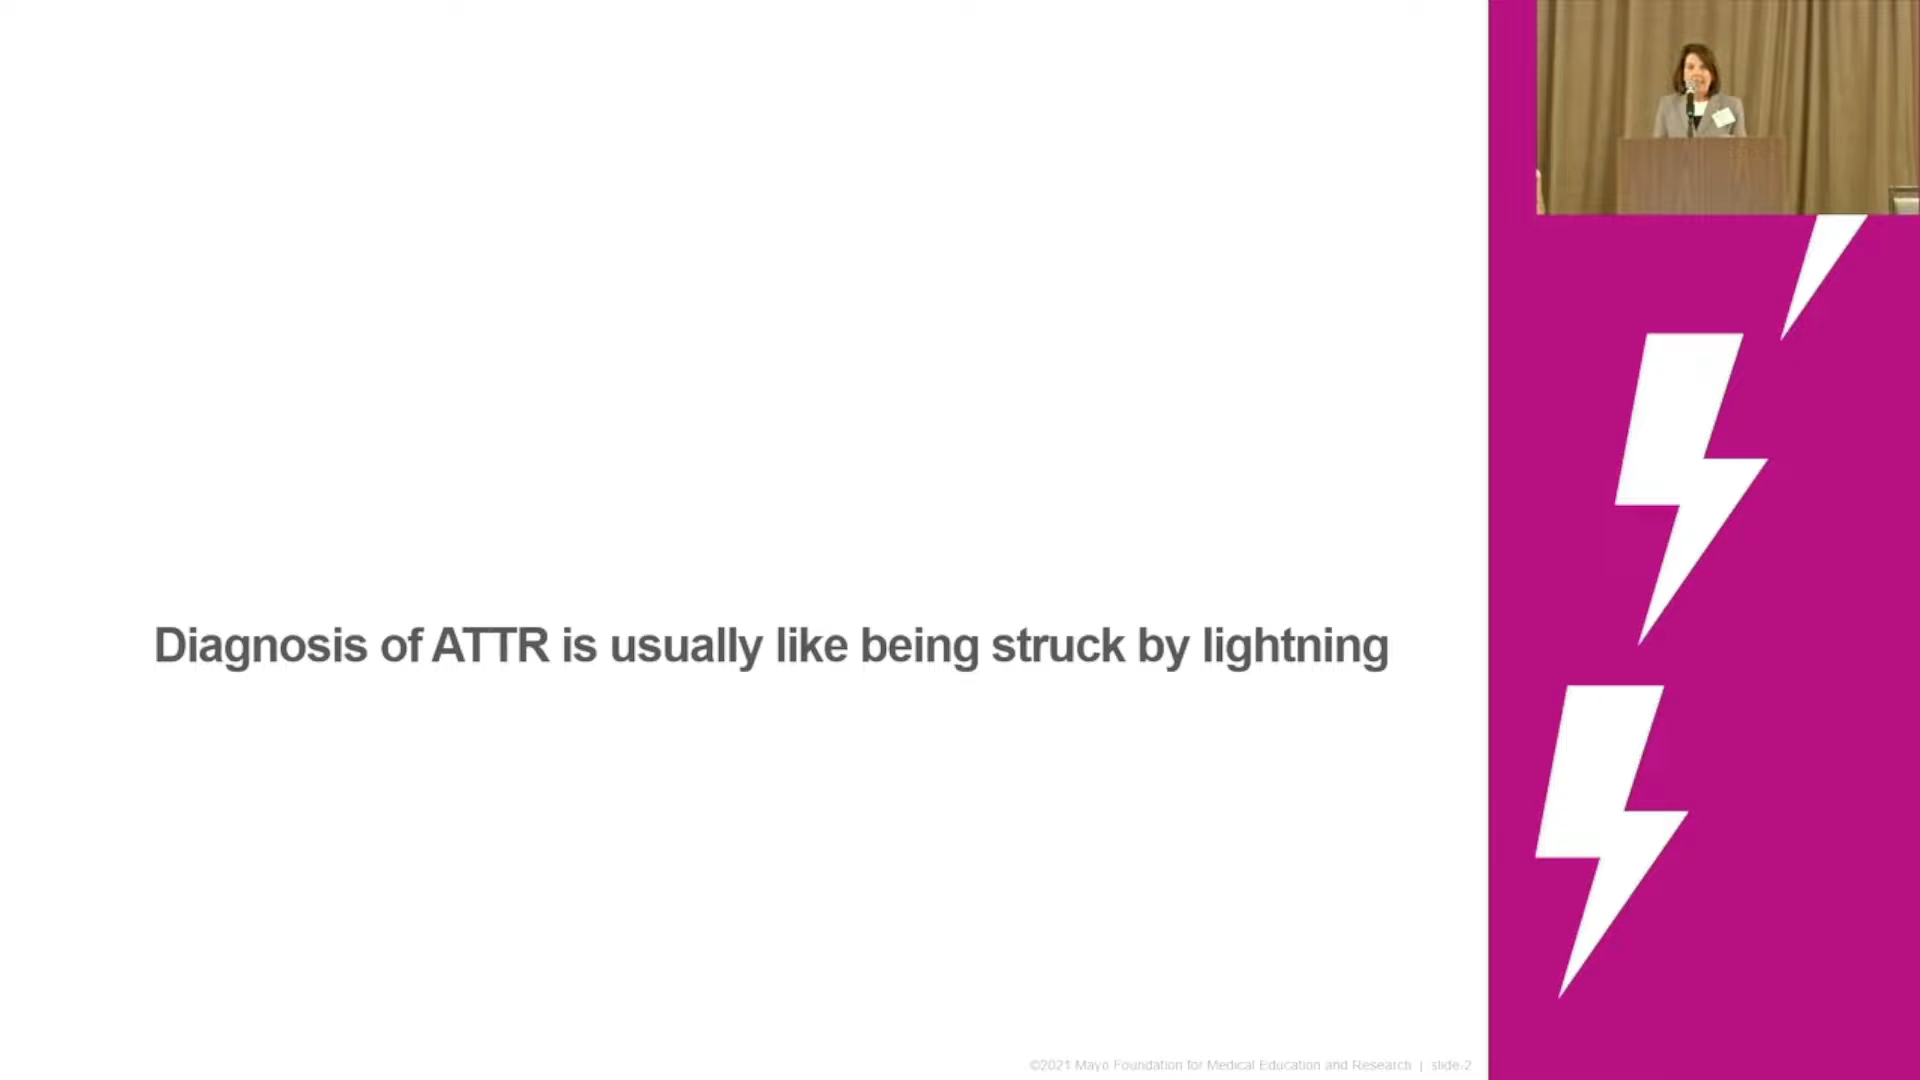 Diagnosis of ATTR is usually like being struck by lightning
©2021 Mayo Foundation for Medical Education and Research | slide-2